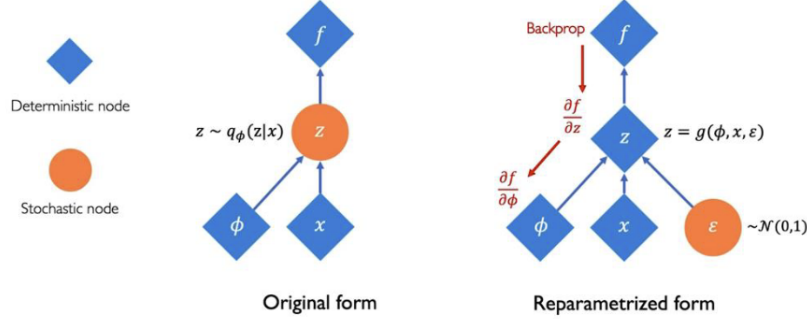 Deterministic node
Stochastic node
f
z ~ qϕ(z|x)
z
ϕ
x
Original form
Backprop
f
∂f
∂z
z
z = g(ϕ, x, ε)
∂f
∂ϕ
ϕ
x
ε
~𝒩(0,1)
Reparametrized form